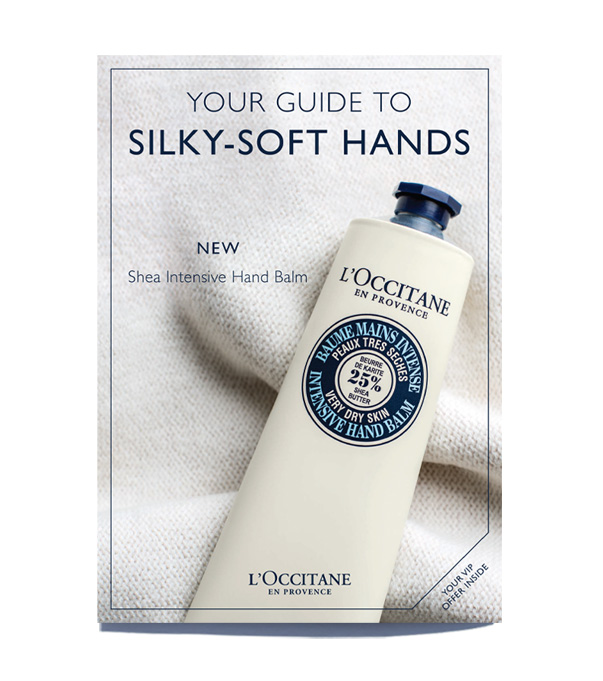 YOUR GUIDE TO
SILKY-SOFT HANDS
NEW
Shea Intensive Hand Balm
L'OCCITANE
EN PROVENCE
BAUME MAINS INTENSE
PEAUX TRES SECHES
BEURRE
DE KARITE
25%
SHEA
BUTTER
VERY DRY SKIN
INTENSIVE HAND BALM
L'OCCITANE
EN PROVENCE
YOUR VIP
OFFER INSIDE